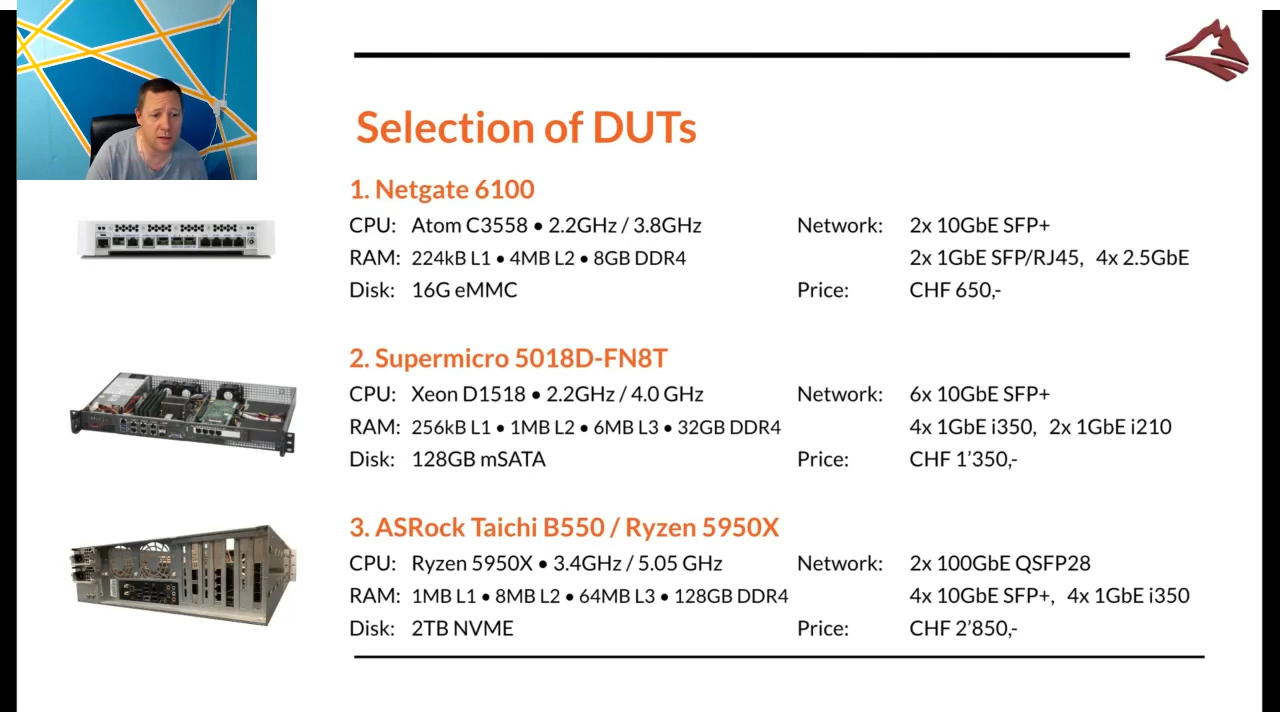 Selection of DUTs
1. Netgate 6100
CPU: Atom C3558 • 2.2GHz / 3.8GHz Network: 2x 10GbE SFP+
RAM: 224kB L1 • 4MB L2 • 8GB DDR4 2x 1GbE SFP/RJ45, 4x 2.5GbE
Disk: 16G eMMC Price: CHF 650,-
2. Supermicro 5018D-FN8T
CPU: Xeon D1518 • 2.2GHz / 4.0 GHz Network: 6x 10GbE SFP+
RAM: 256kB L1 • 1MB L2 • 6MB L3 • 32GB DDR4 4x 1GbE i350, 2x 1GbE i210
Disk: 128GB mSATA Price: CHF 1’350,-
3. ASRock Taichi B550 / Ryzen 5950X
CPU: Ryzen 5950X • 3.4GHz / 5.05 GHz Network: 2x 100GbE QSFP28
RAM: 1MB L1 • 8MB L2 • 64MB L3 • 128GB DDR4 4x 10GbE SFP+, 4x 1GbE i350
Disk: 2TB NVME Price: CHF 2’850,-